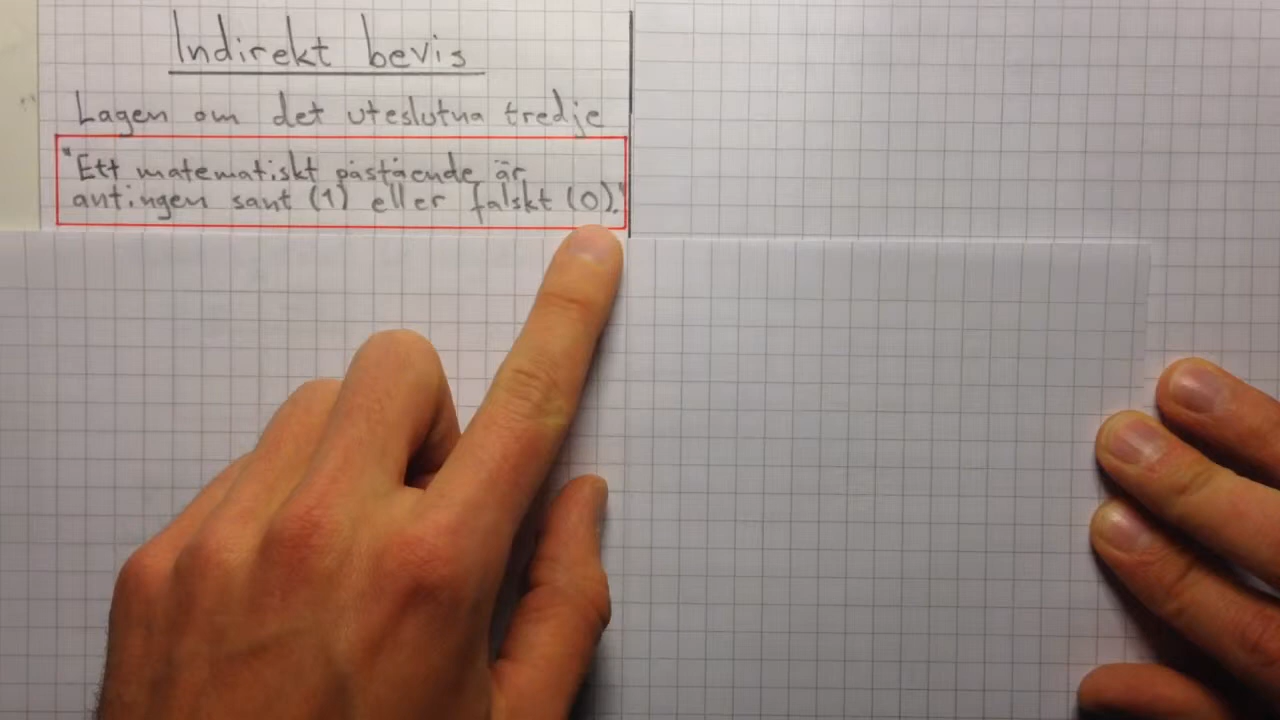 Indirekt bevis
Lagen om det uteslutna tredje
"Ett matematiskt påstående är
antingen sant (1) eller falskt (0)."